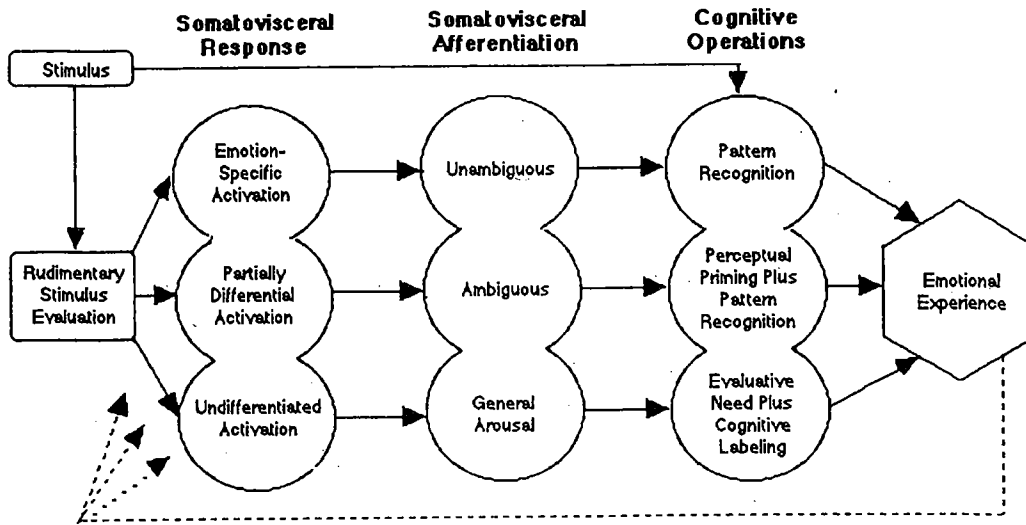 Somatovisceral
Response
Somatovisceral
Afferentiation
Cognitive
Operations
Stimulus
Emotion-
Specific
Activation
Unambiguous
Pattern
Recognition
Rudimentary
Stimulus
Evaluation
Partially
Differential
Activation
Ambiguous
Perceptual
Priming Plus
Pattern
Recognition
Emotional
Experience
Undifferentiated
Activation
General
Arousal
Evaluative
Need Plus
Cognitive
Labeling